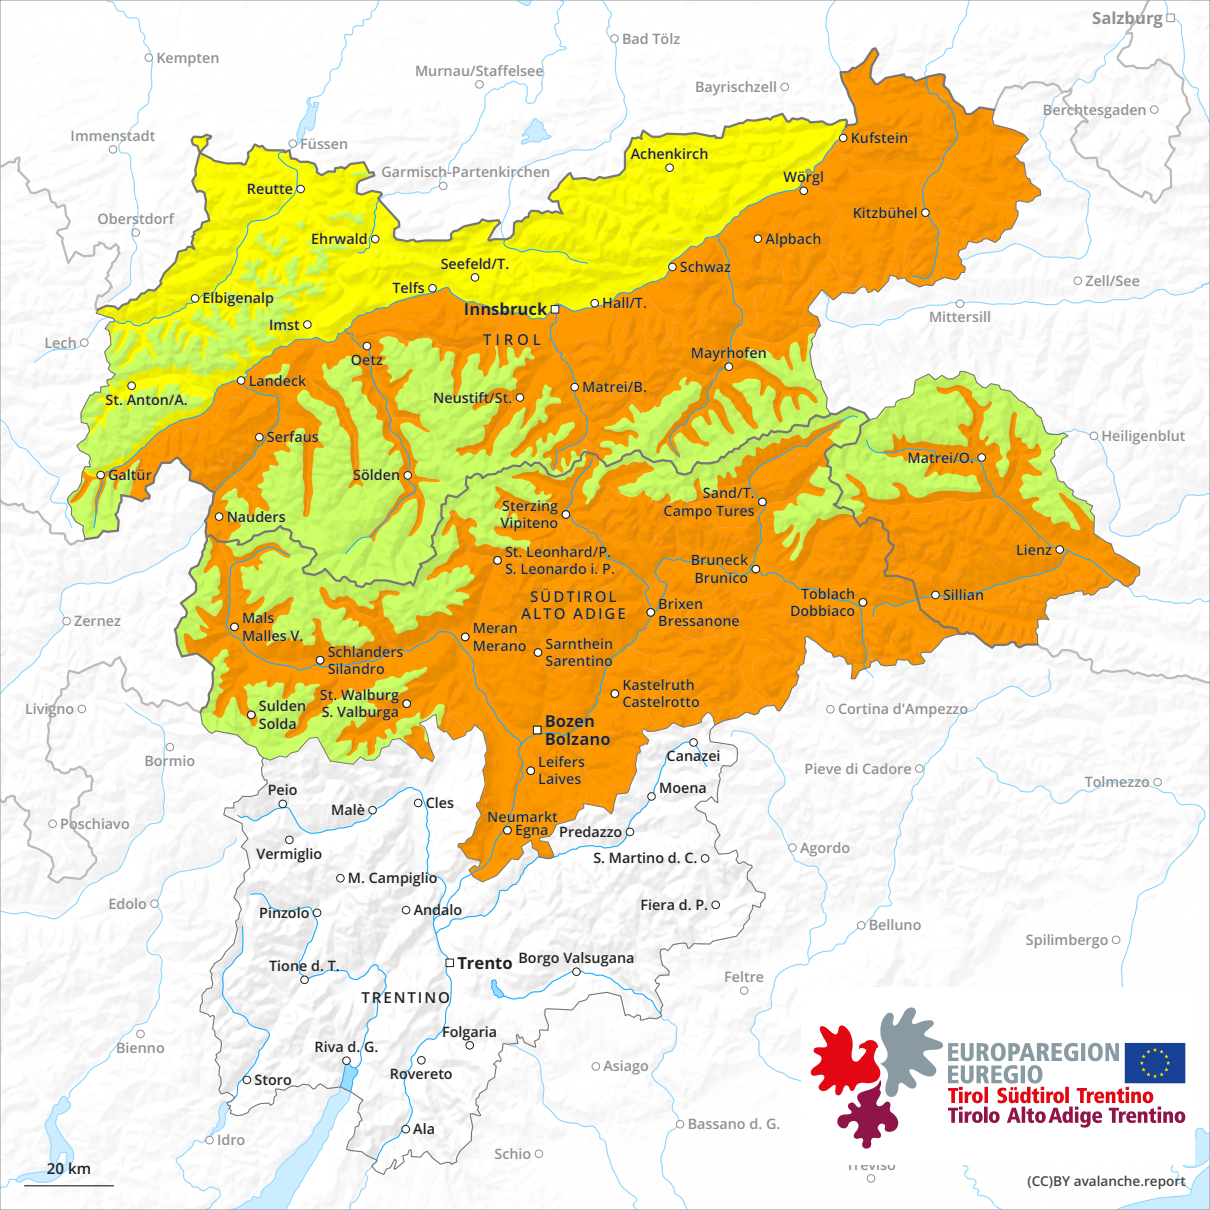 Salzburg
Bad Tölz
Kempten
Murnau/Staffelsee
Bayrischzell
Berchtesgaden
Immenstadt
Füssen
Kufstein
Achenkirch
Garmisch-Partenkirchen
Wörgl
Reutte
Oberstdorf
Kitzbühel
Ehrwald
Alpbach
Seefeld/T.
Schwaz
Zell/See
Telfs
Elbigenalp
Innsbruck
Hall/T.
Mittersill
Imst
TIROL
Lech
Oetz
Mayrhofen
Landeck
Matrei/B.
St. Anton/A.
Neustift/St.
Serfaus
Heiligenblut
Matrei/O.
Galtür
Sölden
Sand/T.
Campo Tures
Sterzing
Vipiteno
Nauders
St. Leonhard/P.
S. Leonardo i. P.
Lienz
Bruneck
Brunico
SÜDTIROL
ALTO ADIGE
Toblach
Dobbiaco
Sillian
Brixen
Bressanone
Zernez
Mals
Malles V.
Meran
Merano
Sarnthein
Sarentino
Schlanders
Silandro
Kastelruth
Castelrotto
St. Walburg
S. Valburga
Livigno
Sulden
Solda
Cortina d'Ampezzo
Bozen
Bolzano
Bormio
Canazei
Leifers
Laives
Pieve di Cadore
Tolmezzo
Peio
Moena
Malè
Cles
Poschiavo
Neumarkt
Egna
Predazzo
Vermiglio
Agordo
S. Martino d. C.
M. Campiglio
Edolo
Pinzolo
Andalo
Fiera d. P.
Belluno
Spilimbergo
Trento
Borgo Valsugana
Tione d. T.
Feltre
TRENTINO
Folgaria
Bienno
Riva d. G.
Rovereto
Asiago
Storo
EUROPAREGION
EUREGIO
Tirol Südtirol Trentino
Tirolo Alto Adige Trentino
Ala
Bassano d. G.
Idro
Schio
Treviso
20 km
(CC)BY avalanche.report